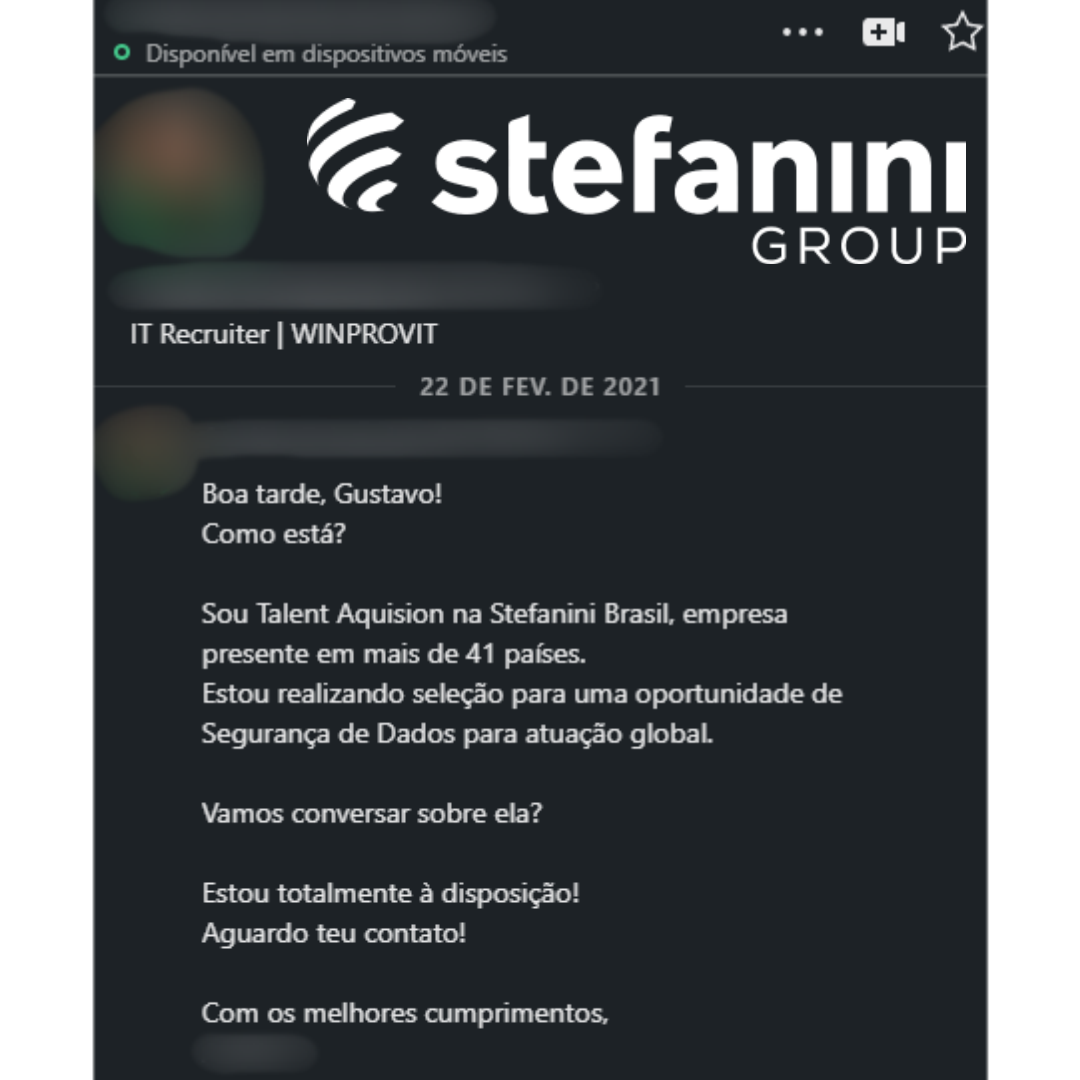 Disponível em dispositivos móveis
stefanini
GROUP
IT Recruiter | WINPROVIT
22 DE FEV. DE 2021
Boa tarde, Gustavo!
Como está?
Sou Talent Aquision na Stefanini Brasil, empresa
presente em mais de 41 países.
Estou realizando seleção para uma oportunidade de
Segurança de Dados para atuação global.
Vamos conversar sobre ela?
Estou totalmente à disposição!
Aguardo teu contato!
Com os melhores cumprimentos,